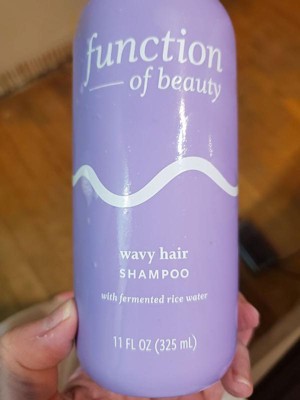 function
of beauty
wavy hair
SHAMPOO
with fermented rice water
11 FL OZ (325 mL)